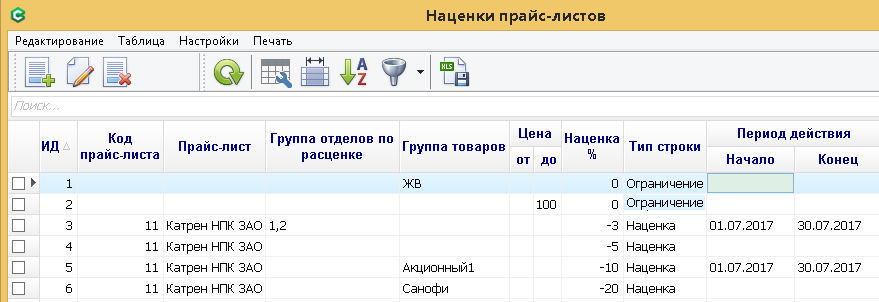 Наценки прайс-листов
Редактирование Таблица Настройки Печать
Поиск...
ИД Код прайс-листа Прайс-лист Группа отделов по расценке Группа товаров Цена от до Наценка % Тип строки Период действия Начало Конец
1 ЖВ 0 Ограничение
2 100 0 Ограничение
3 11 Катрен НПК ЗАО 1,2 -3 Наценка 01.07.2017 30.07.2017
4 11 Катрен НПК ЗАО -5 Наценка
5 11 Катрен НПК ЗАО Акционный1 -10 Наценка 01.07.2017 30.07.2017
6 11 Катрен НПК ЗАО Санофи -20 Наценка